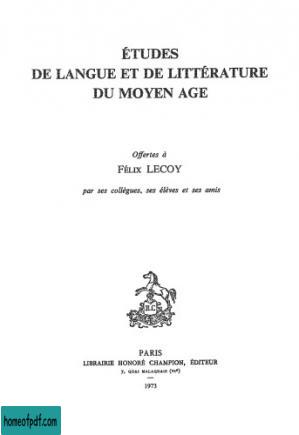 ÉTUDES
DE LANGUE ET DE LITTÉRATURE
DU MOYEN AGE
Offertes à
FÉLIX LECOY
par ses collègues, ses élèves et ses amis
H.C
PARIS
LIBRAIRIE HONORÉ CHAMPION, ÉDITEUR
7, QUAI MALAQUAIS (VIe)
1973
homeofpdf.com